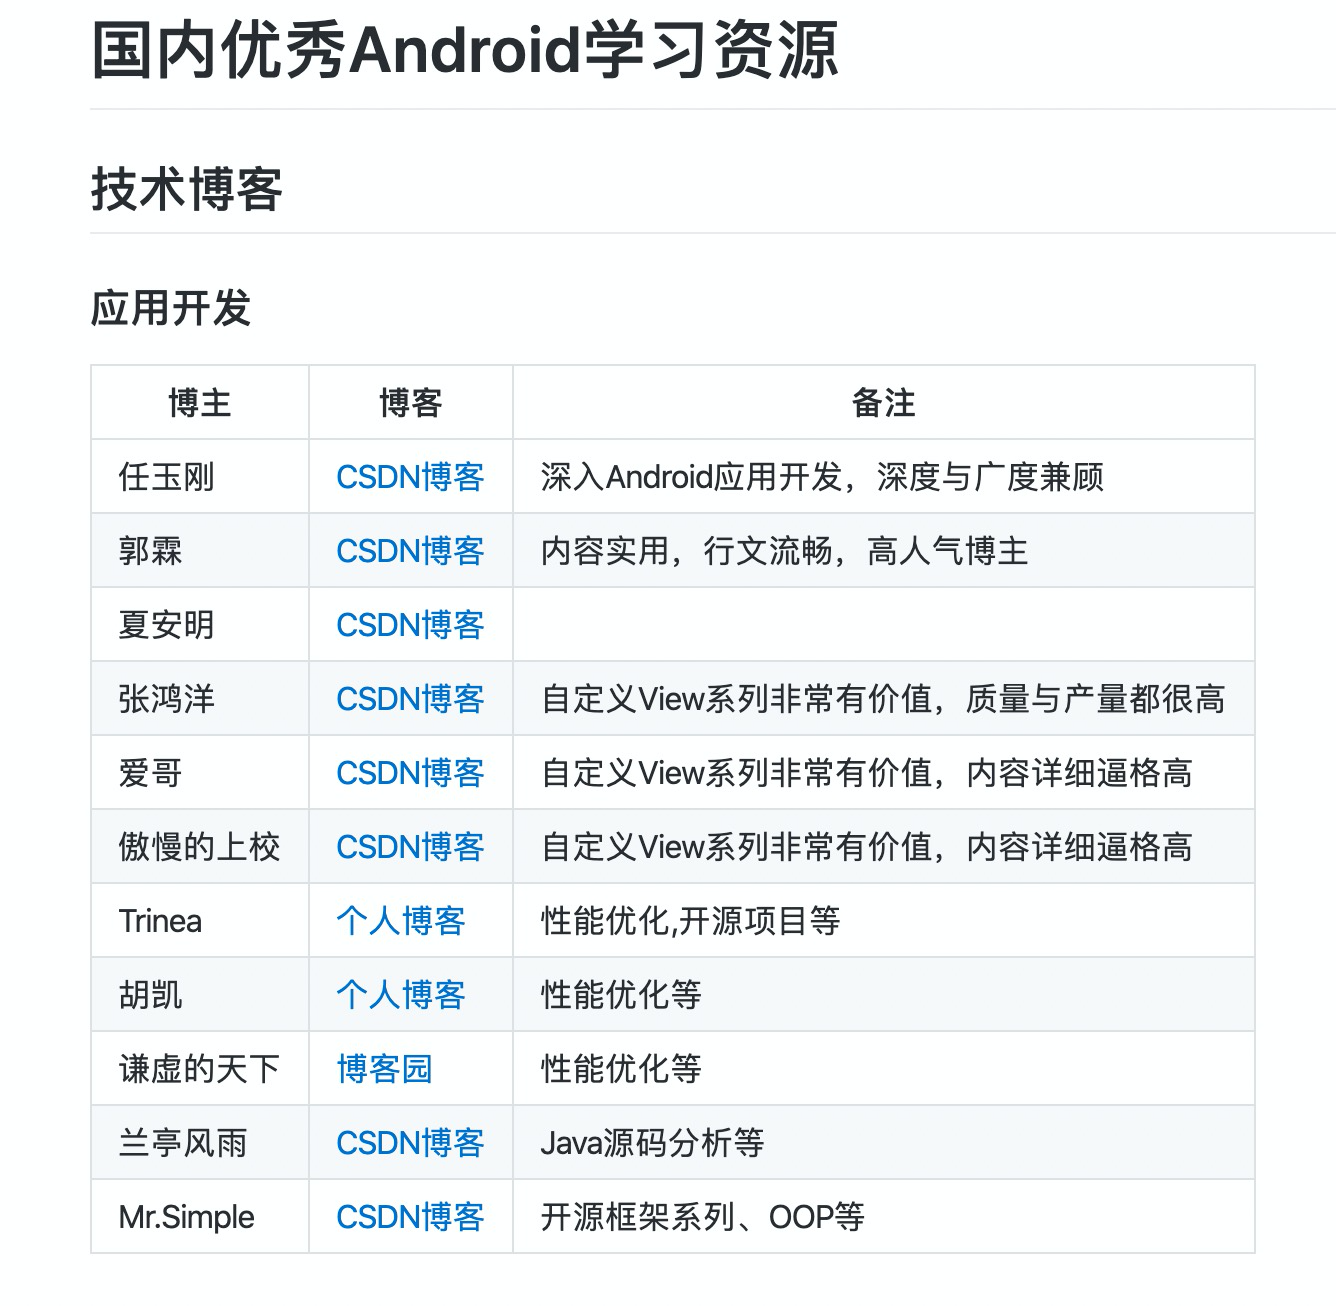 国内优秀Android学习资源
技术博客
应用开发
博主 博客 备注
任玉刚 CSDN博客 深入Android应用开发，深度与广度兼顾
郭霖 CSDN博客 内容实用，行文流畅，高人气博主
夏安明 CSDN博客
张鸿洋 CSDN博客 自定义View系列非常有价值，质量与产量都很高
爱哥 CSDN博客 自定义View系列非常有价值，内容详细逼格高
傲慢的上校 CSDN博客 自定义View系列非常有价值，内容详细逼格高
Trinea 个人博客 性能优化,开源项目等
胡凯 个人博客 性能优化等
谦虚的天下 博客园 性能优化等
兰亭风雨 CSDN博客 Java源码分析等
Mr.Simple CSDN博客 开源框架系列、OOP等